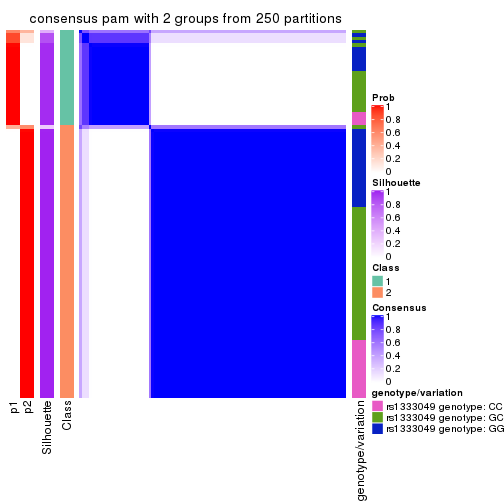 consensus pam with 2 groups from 250 partitions
Prob
1
0.8
0.6
0.4
0.2
0
Silhouette
1
0.8
0.6
0.4
0.2
0
Class
1
2
Consensus
1
0.8
0.6
0.4
0.2
0
genotype/variation
rs1333049 genotype: CC
rs1333049 genotype: GC
rs1333049 genotype: GG
p1
p2
Silhouette
Class
genotype/variation